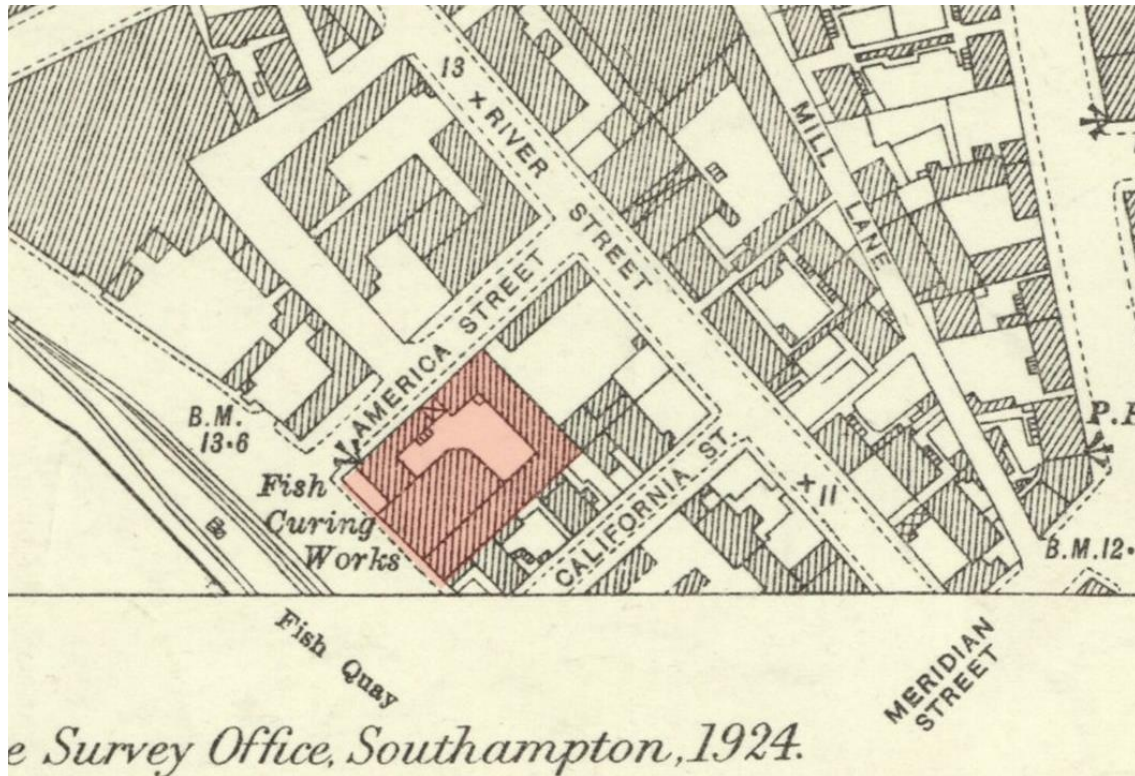 13
×
RIVER
STREET
MILL
LANE
AMERICA STREET
B.M.
13·6
Fish
Curing
Works
CALIFORNIA ST.
× 11
B.M. 12·
Fish Quay
MERIDIAN
STREET
Survey Office, Southampton, 1924.